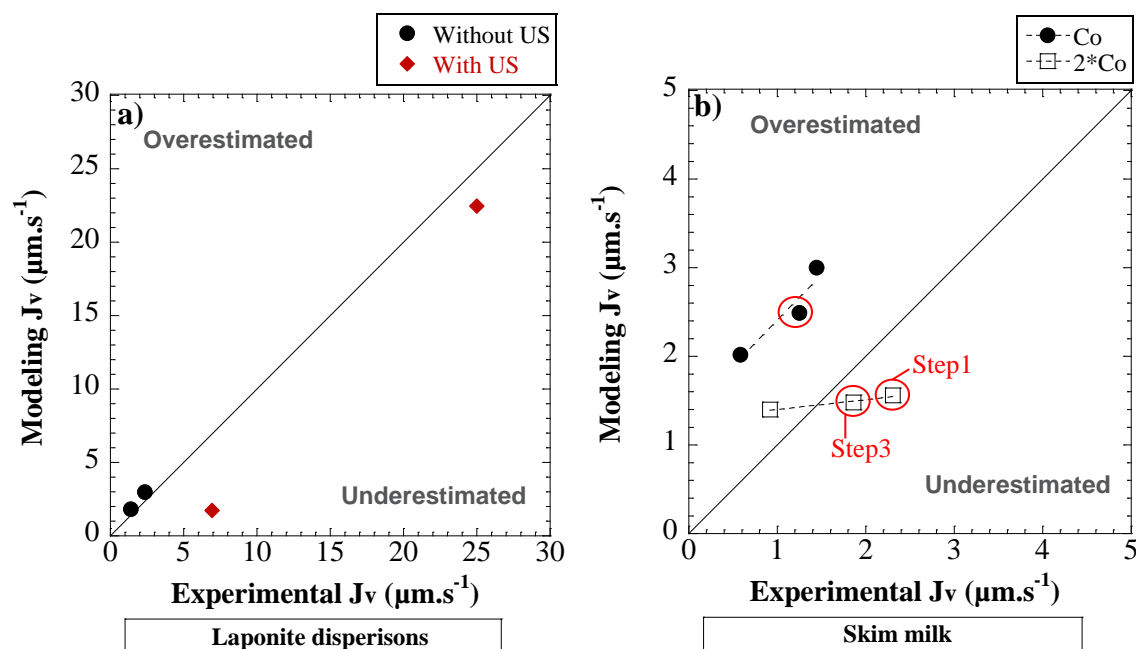 Without US
With US
a)
Overestimated
Underestimated
30
25
20
15
10
5
0
0 5 10 15 20 25 30
Modeling Jv (µm.s-1)
Experimental Jv (µm.s-1)
Laponite disperisons
Co
2*Co
b)
Overestimated
Step1
Step3
Underestimated
5
4
3
2
1
0
0 1 2 3 4 5
Modeling Jv (µm.s-1)
Experimental Jv (µm.s-1)
Skim milk